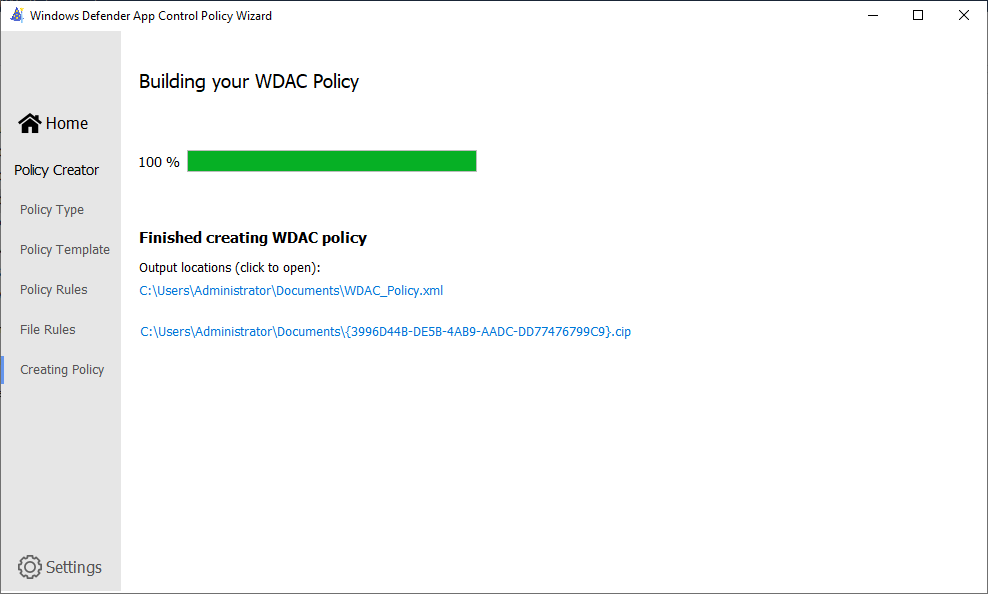 Windows Defender App Control Policy Wizard
Home
Policy Creator
Policy Type
Policy Template
Policy Rules
File Rules
Creating Policy
Settings
Building your WDAC Policy
100 %
Finished creating WDAC policy
Output locations (click to open):
C:\Users\Administrator\Documents\WDAC_Policy.xml
C:\Users\Administrator\Documents\{3996D44B-DE5B-4AB9-AADC-DD77476799C9}.cip